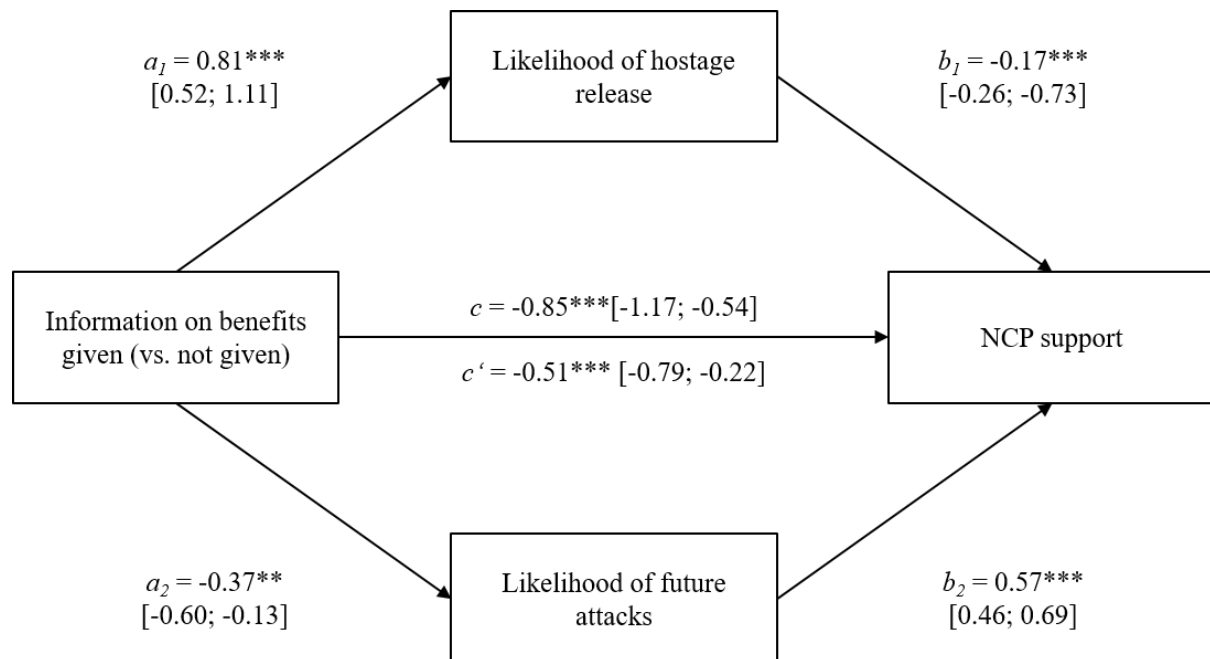 a1 = 0.81***
[0.52; 1.11]
Likelihood of hostage
release
b1 = -0.17***
[-0.26; -0.73]
Information on benefits
given (vs. not given)
c = -0.85***[-1.17; -0.54]
c‘ = -0.51*** [-0.79; -0.22]
NCP support
a2 = -0.37**
[-0.60; -0.13]
Likelihood of future
attacks
b2 = 0.57***
[0.46; 0.69]